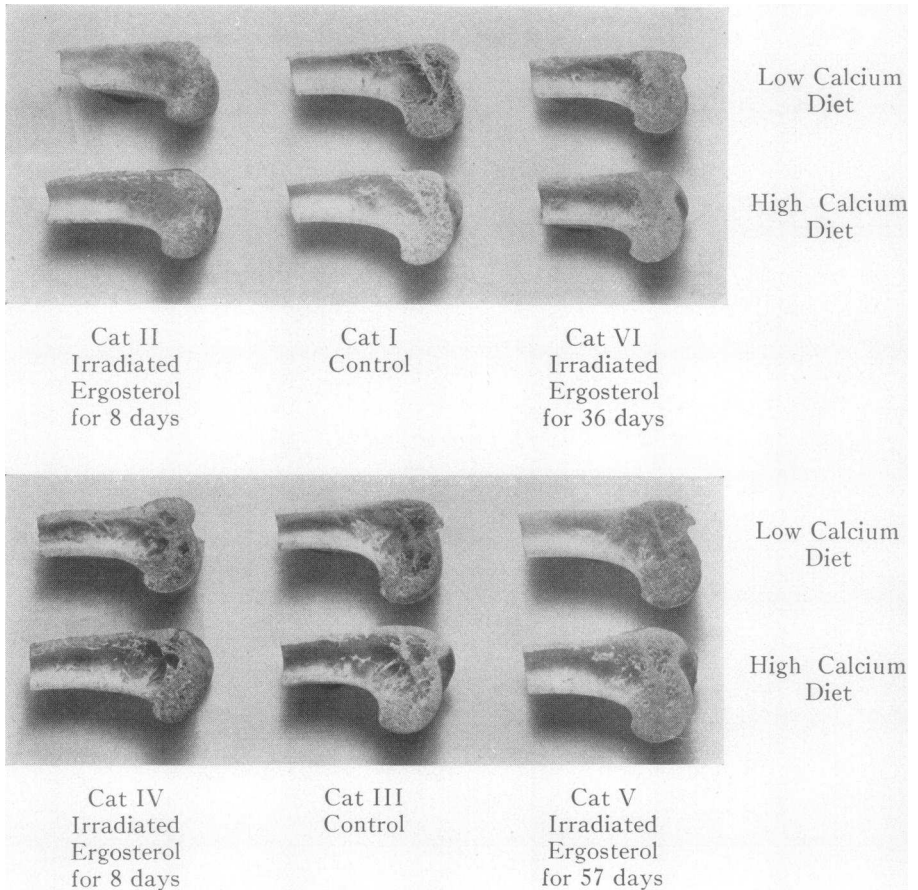 Low Calcium
Diet
High Calcium
Diet
Cat II
Irradiated
Ergosterol
for 8 days
Cat I
Control
Cat VI
Irradiated
Ergosterol
for 36 days
Low Calcium
Diet
High Calcium
Diet
Cat IV
Irradiated
Ergosterol
for 8 days
Cat III
Control
Cat V
Irradiated
Ergosterol
for 57 days